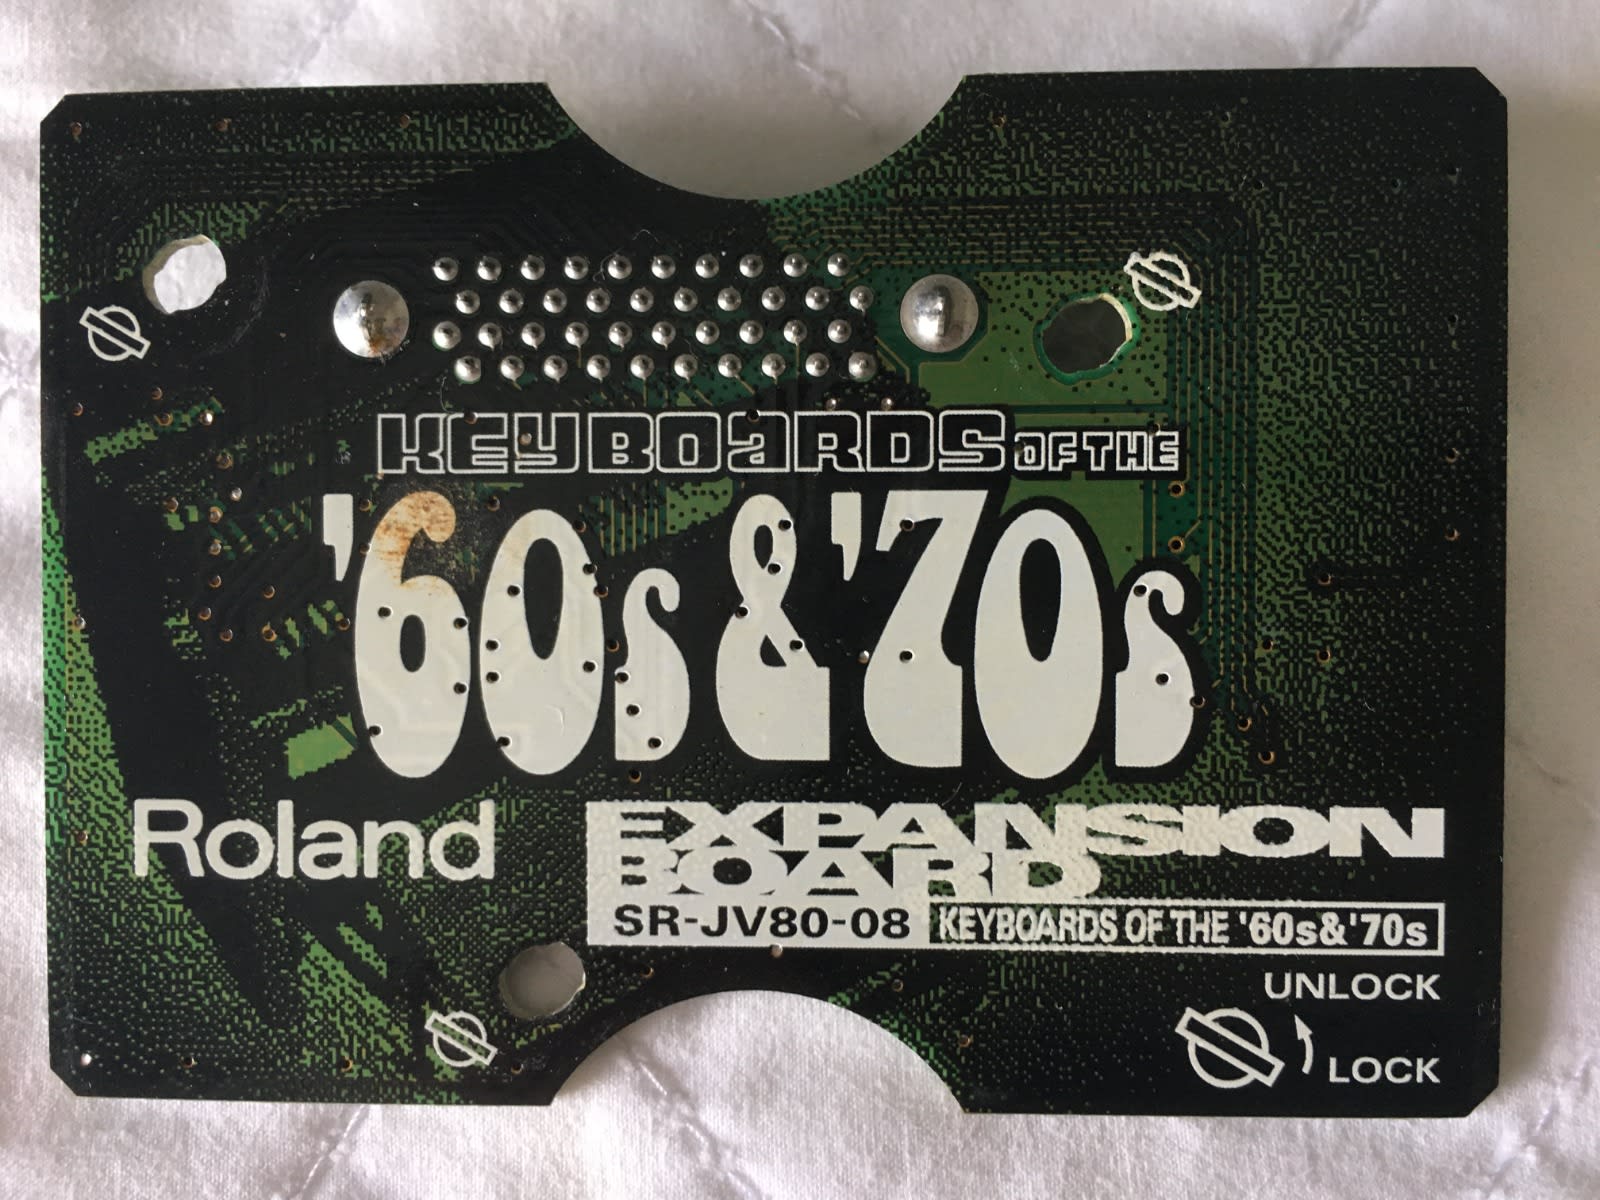 KEYBOARDS OF THE
'60s & '70s
Roland
EXPANSION
BOARD
SR-JV80-08 KEYBOARDS OF THE '60s&'70s
UNLOCK
LOCK